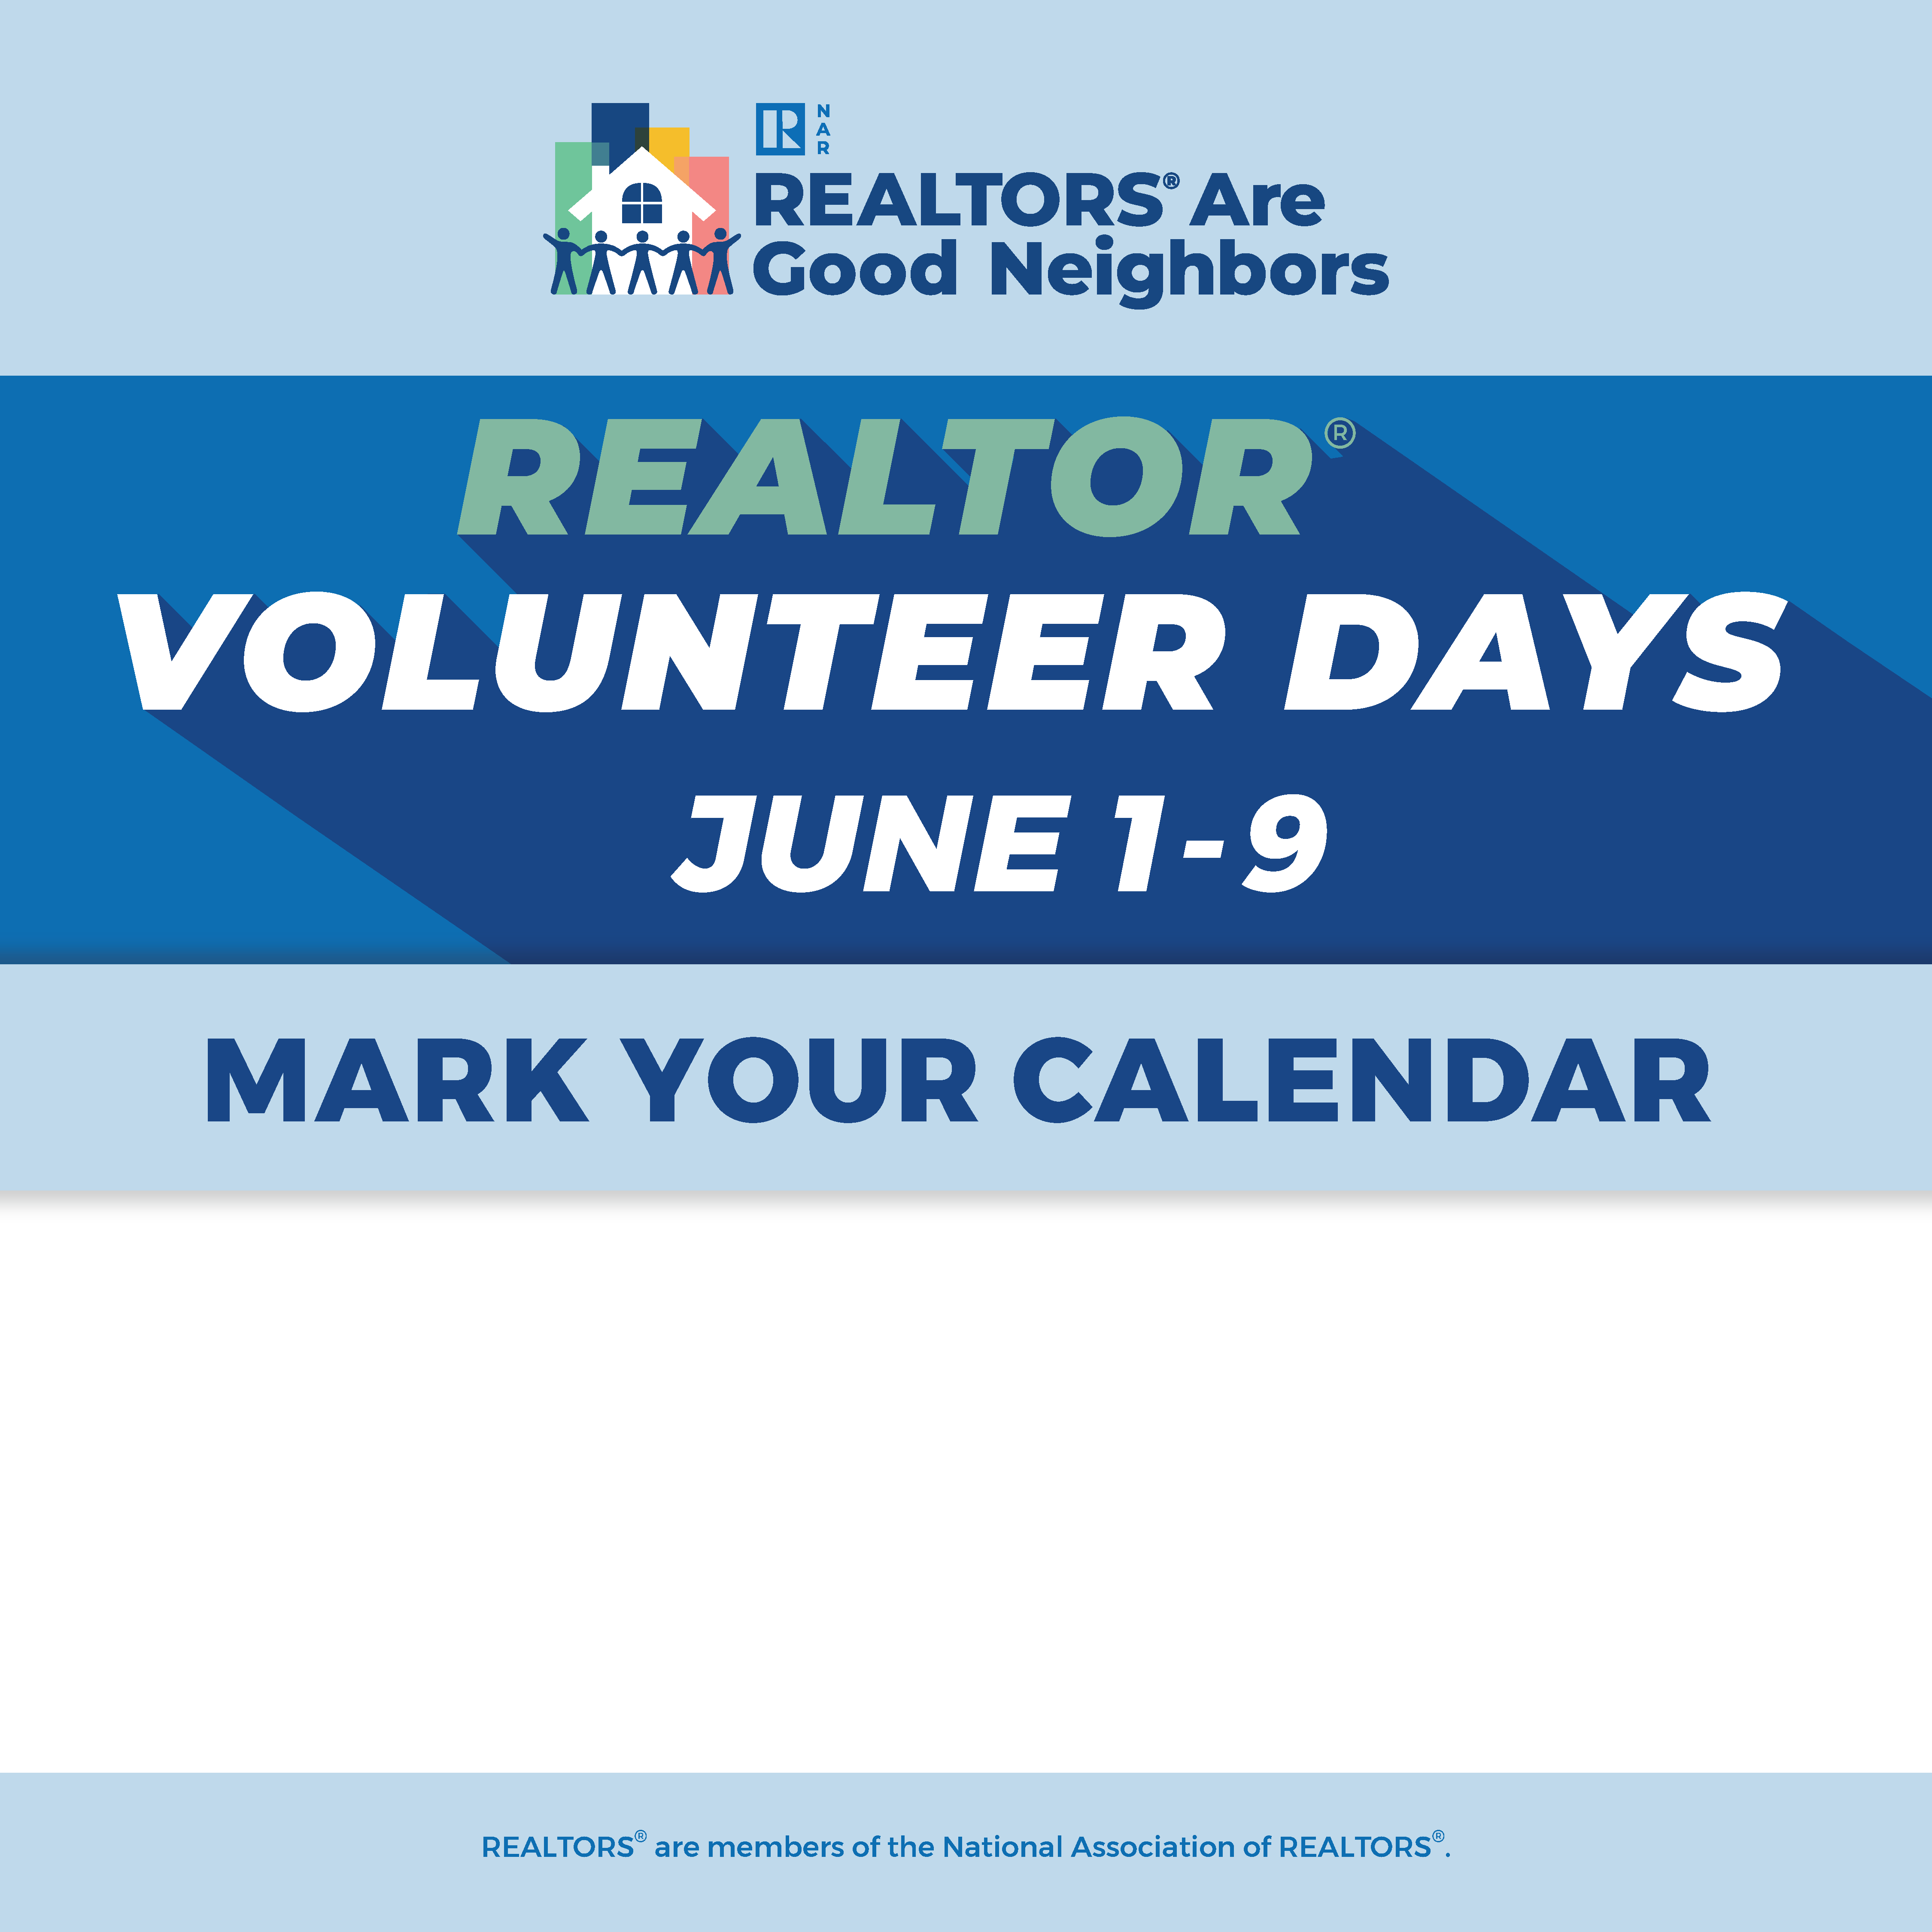 NAR
REALTORS® Are
Good Neighbors
REALTOR®
VOLUNTEER DAYS
JUNE 1-9
MARK YOUR CALENDAR
REALTORS® are members of the National Association of REALTORS®.